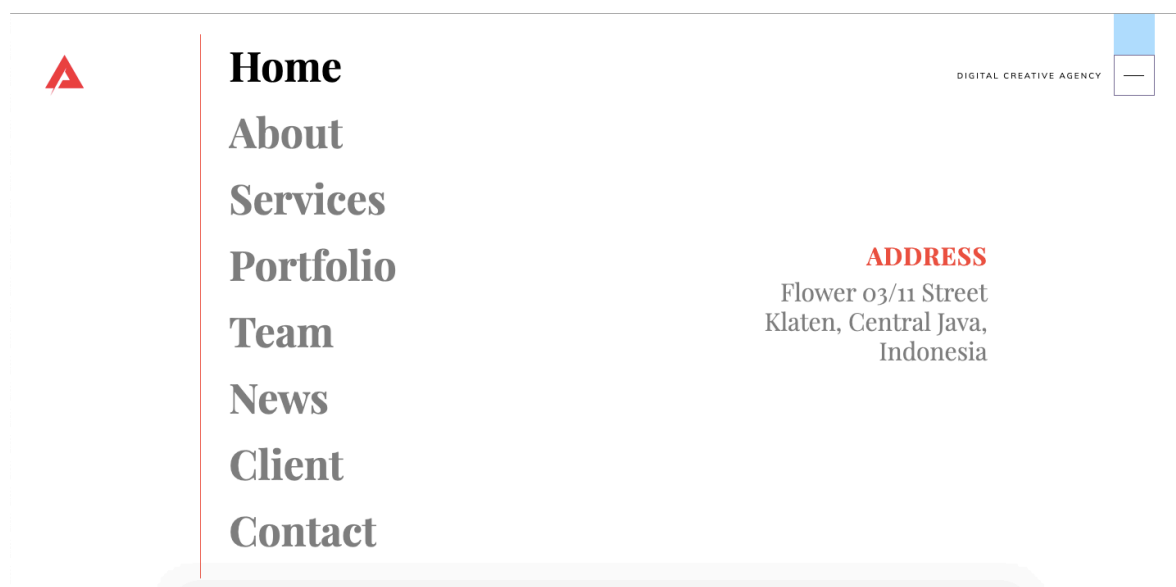 Home
DIGITAL CREATIVE AGENCY
About
Services
Portfolio
Team
News
Client
Contact
ADDRESS
Flower 03/11 Street
Klaten, Central Java,
Indonesia